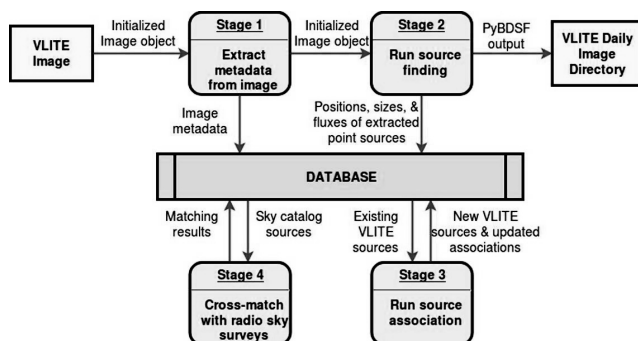 VLITE
Image
Initialized
Image object
Stage 1
Extract
metadata
from image
Initialized
Image object
Stage 2
Run source
finding
PyBDSF
output
VLITE Daily
Image
Directory
Image
metadata
Positions, sizes, &
fluxes of extracted
point sources
DATABASE
Matching
results
Sky catalog
sources
Existing
VLITE
sources
New VLITE
sources & updated
associations
Stage 4
Cross-match
with radio sky
surveys
Stage 3
Run source
association